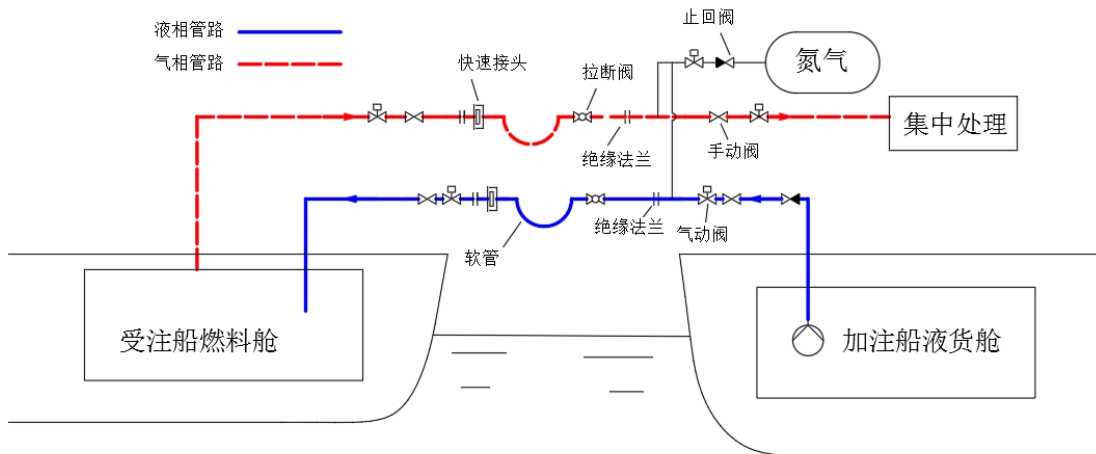 液相管路
气相管路
止回阀
氮气
快速接头
拉断阀
集中处理
绝缘法兰
手动阀
绝缘法兰
气动阀
软管
受注船燃料舱
加注船液货舱